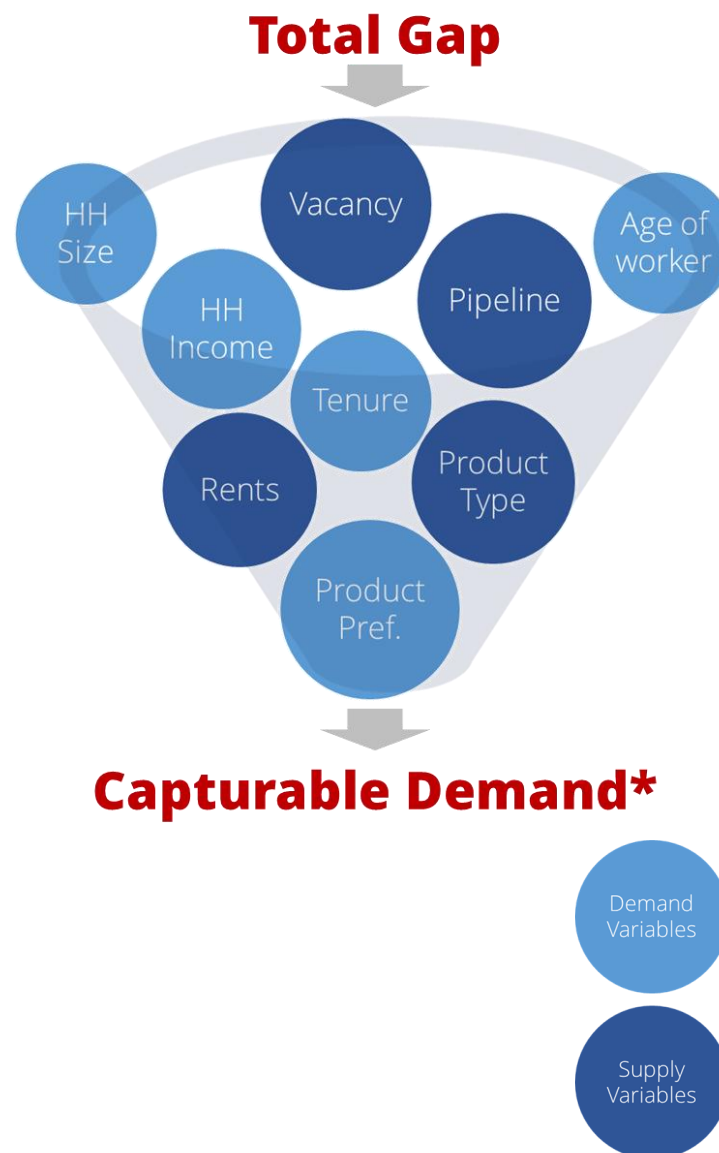 Total Gap
Vacancy
HH
Size
Age of
worker
Pipeline
HH
Income
Tenure
Product
Type
Rents
Product
Pref.
Capturable Demand*
Demand
Variables
Supply
Variables